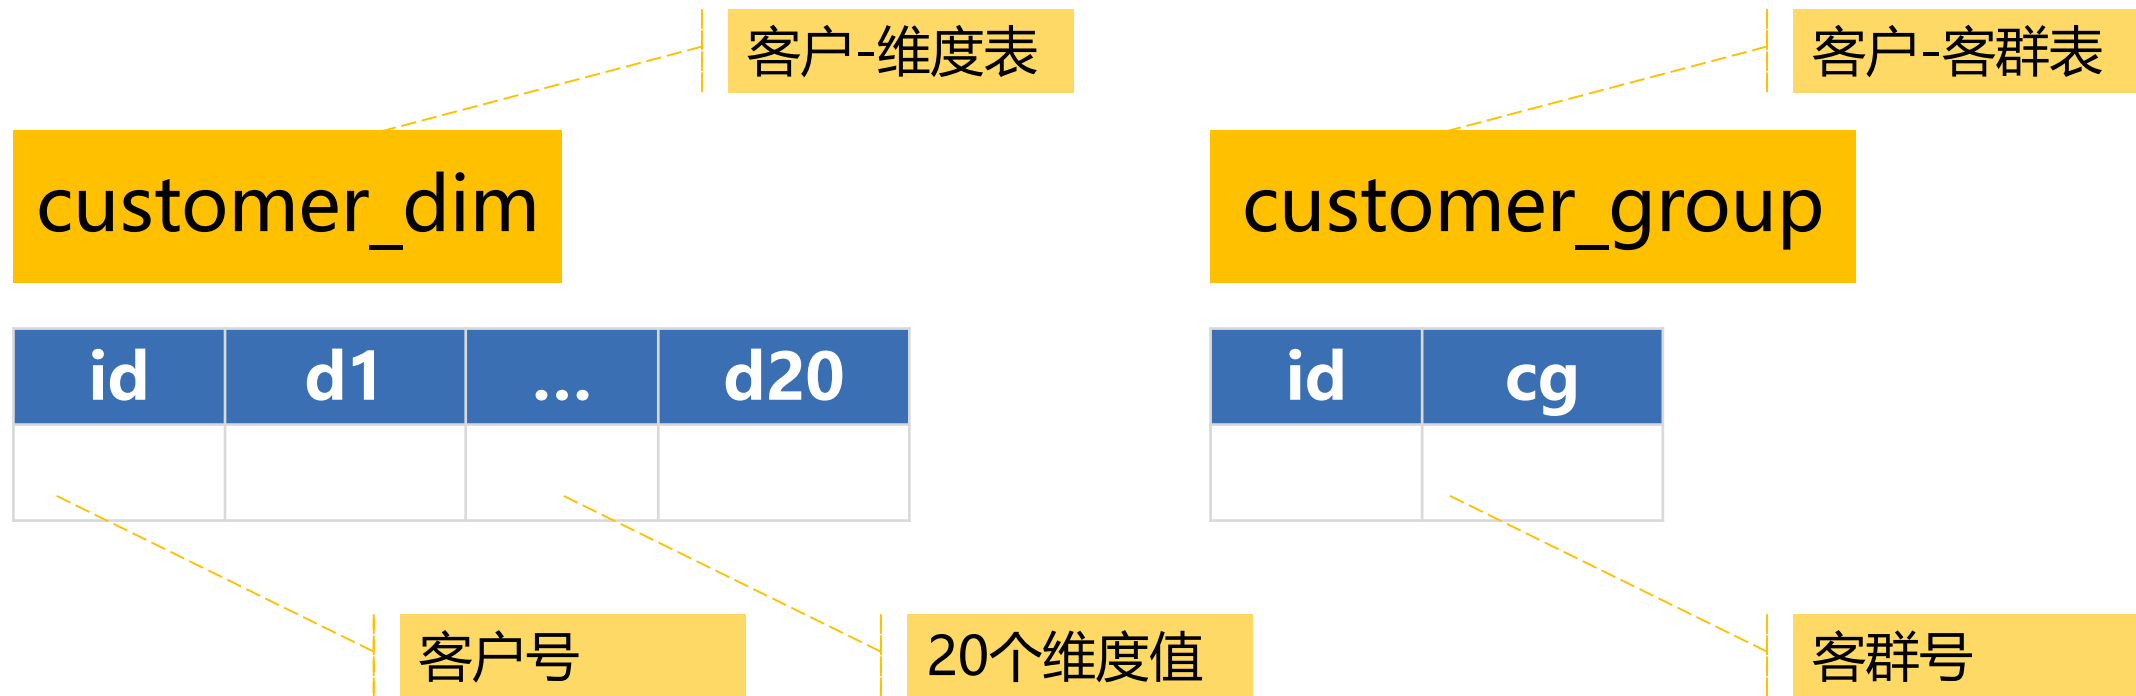 客户-维度表
客户-客群表
customer_dim
customer_group
id d1 ... d20
id cg
客户号
20个维度值
客群号